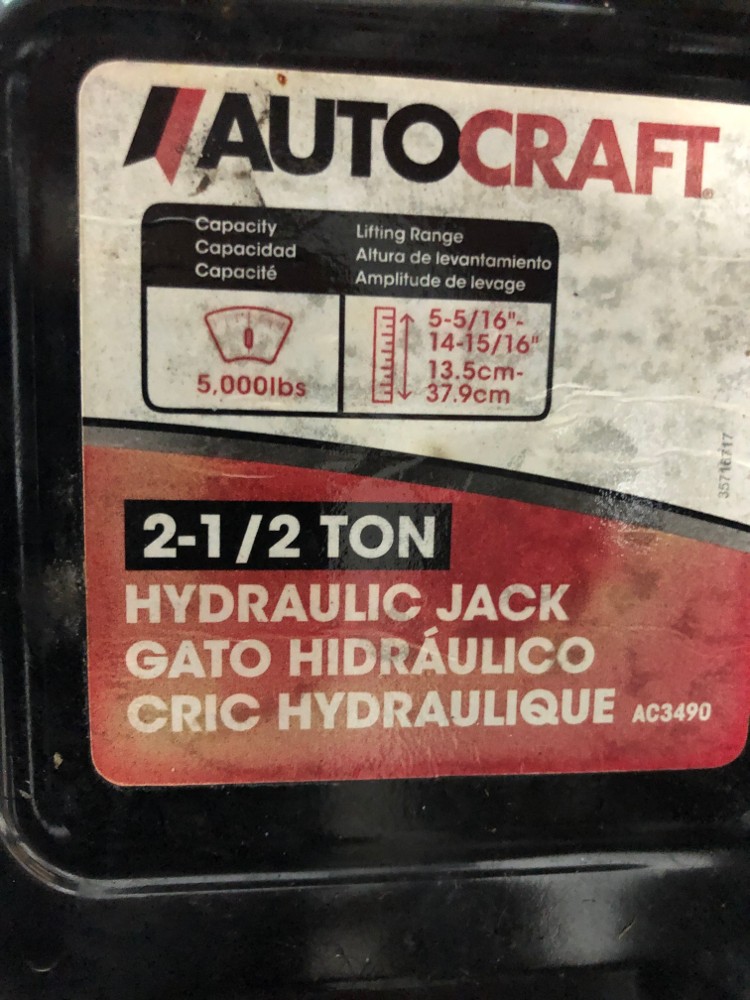 AUTOCRAFT
Capacity
Capacidad
Capacité
Lifting Range
Altura de levantamiento
Amplitude de levage
5,000lbs
5-5/16"-
14-15/16"
13.5cm-
37.9cm
35716717
2-1/2 TON
HYDRAULIC JACK
GATO HIDRÁULICO
CRIC HYDRAULIQUE AC3490